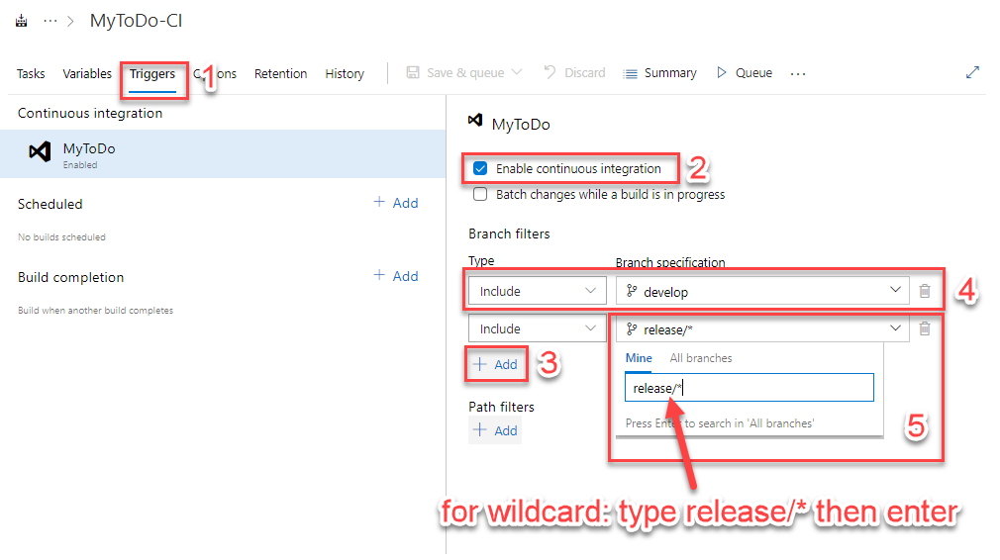 ··· > MyToDo-CI
Tasks Variables Triggers Options Retention History Save & queue Discard Summary Queue ...
1
Continuous integration
MyToDo
Enabled
Scheduled + Add
No builds scheduled
Build completion + Add
Build when another build completes
MyToDo
Enable continuous integration 2
Batch changes while a build is in progress
Branch filters
Type Branch specification
Include develop 4
Include release/*
+ Add 3
Mine All branches
release/*
Press Enter to search in 'All branches'
5
Path filters
+ Add
for wildcard: type release/* then enter